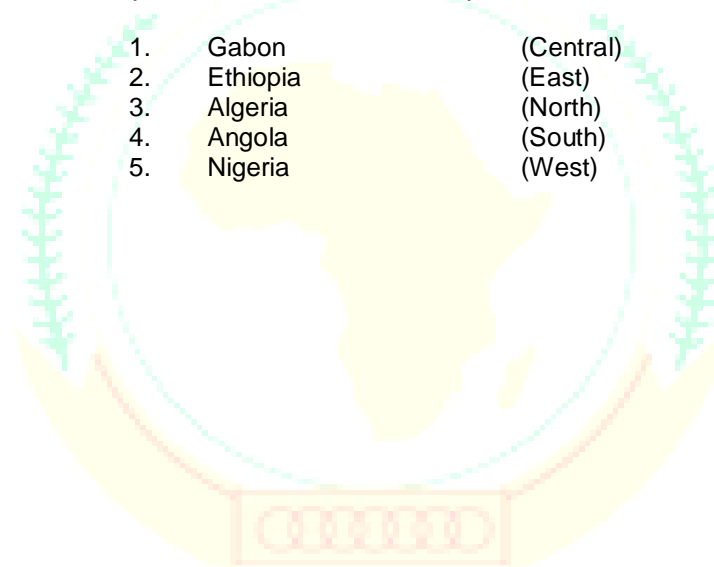 1. Gabon (Central)
2. Ethiopia (East)
3. Algeria (North)
4. Angola (South)
5. Nigeria (West)